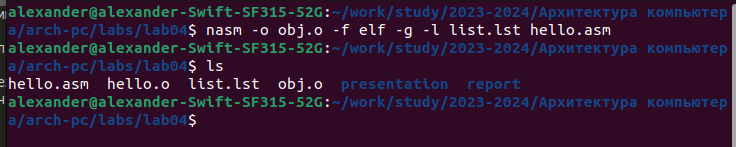 alexander@alexander-Swift-SF315-52G:~/work/study/2023-2024/Архитектура компьютер
а/arch-pc/labs/lab04$ nasm -o obj.o -f elf -g -l list.lst hello.asm
alexander@alexander-Swift-SF315-52G:~/work/study/2023-2024/Архитектура компьютер
а/arch-pc/labs/lab04$ ls
hello.asm  hello.o  list.lst  obj.o  presentation  report
alexander@alexander-Swift-SF315-52G:~/work/study/2023-2024/Архитектура компьютер
а/arch-pc/labs/lab04$